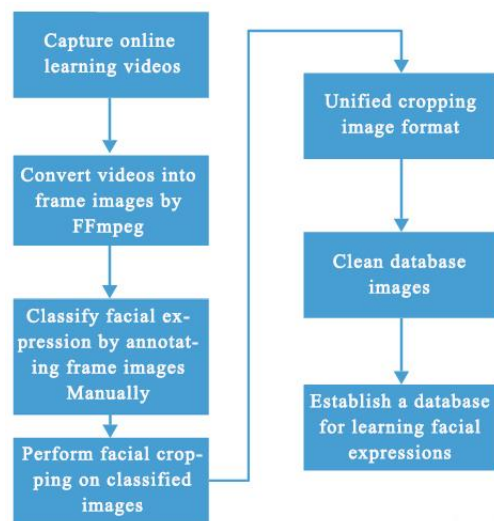 Capture online
learning videos
Convert videos into
frame images by
FFmpeg
Classify facial ex-
pression by annotat-
ing frame images
Manually
Perform facial crop-
ping on classified
images
Unified cropping
image format
Clean database
images
Establish a database
for learning facial
expressions